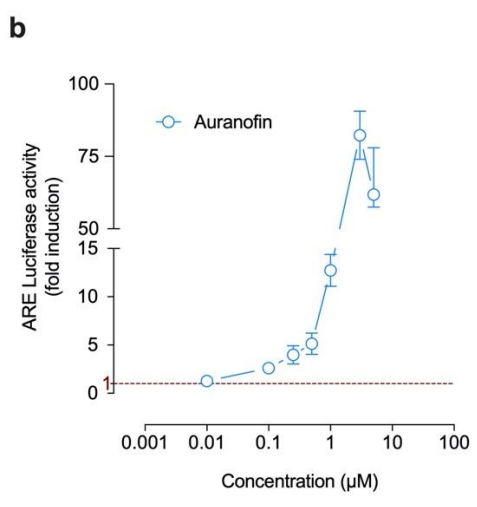 b
100
Auranofin
75
50
15
10
5
1
0
ARE Luciferase activity
(fold induction)
0.001 0.01 0.1 1 10 100
Concentration (µM)